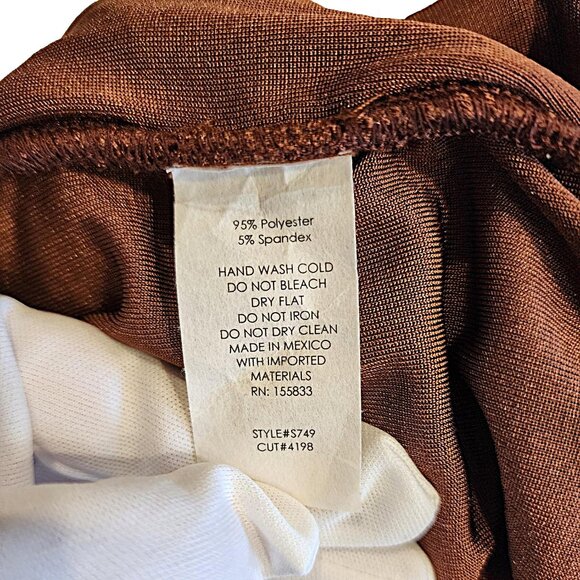 95% Polyester
5% Spandex
HAND WASH COLD
DO NOT BLEACH
DRY FLAT
DO NOT IRON
DO NOT DRY CLEAN
MADE IN MEXICO
WITH IMPORTED
MATERIALS
RN: 155833
STYLE#S749
CUT#4198